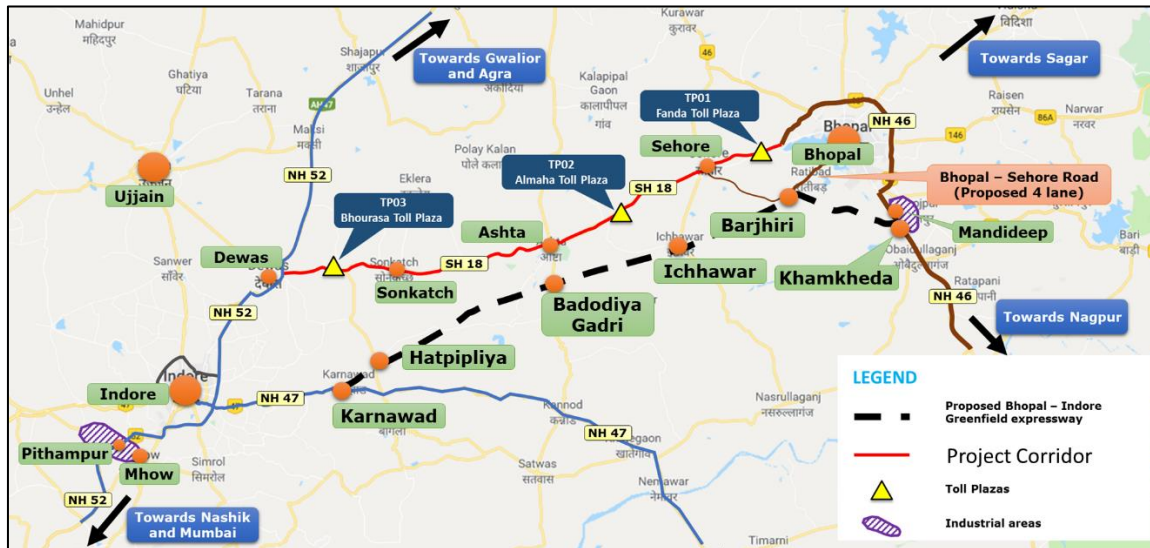 Mahidpur
महिदपुर
Ghatiya
घटिया
Unhel
उन्हेल
Tarana
तराना
Shajapur
शाजापुर
AH47
Maksi
मक्सी
NH 52
Towards Gwalior
and Agra
अकोदिया
Kurawar
कुरावर
46
Kalapipal
Gaon
कालापीपल
गांव
Polay Kalan
पोले कलान
TP01
Fanda Toll Plaza
TP02
Almaha Toll Plaza
TP03
Bhourasa Toll Plaza
विदिशा
Towards Sagar
Raisen
रायसेन
Narwar
नरवर
86A
146
NH 46
Bhopal
Bhopal
Sehore
Ratibad
Bhopal – Sehore Road
(Proposed 4 lane)
Ujjain
Eklera
Sanwer
साँवेर
Dewas
देवास
Sonkatch
Sonkatch
SH 18
SH 18
Ashta
आष्टा
Ichhawar
Ichhawar
Barjhiri
Mandideep
Obaidullaganj
Khamkheda
Bari
बाड़ी
Ratapani
NH 46
Towards Nagpur
Badodiya
Gadri
Hatpipliya
NH 52
Indore
Indore
NH 47
Karnawad
Karnawad
बागली
Kannod
कन्नौद
NH 47
Satwas
सतवास
Nasrullaganj
नसरुल्लागंज
Nemawar
नेमावर
Timarni
Pithampur
Mhow
Simrol
सिमरोल
NH 52
Towards Nashik
and Mumbai
LEGEND
Proposed Bhopal – Indore
Greenfield expressway
Project Corridor
Toll Plazas
Industrial areas